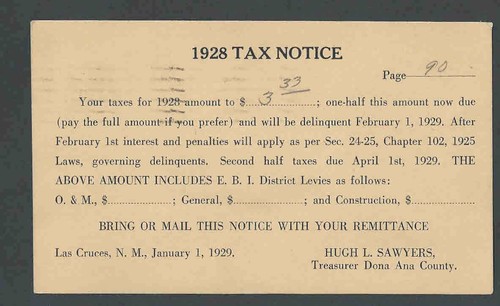 1928 TAX NOTICE
Page 90
Your taxes for 1928 amount to $ 3 33 ; one-half this amount now due
(pay the full amount if you prefer) and will be delinquent February 1, 1929. After
February 1st interest and penalties will apply as per Sec. 24-25, Chapter 102, 1925
Laws, governing delinquents. Second half taxes due April 1st, 1929. THE
ABOVE AMOUNT INCLUDES E. B. I. District Levies as follows:
O. & M., $....................; General, $....................; and Construction, $....................
BRING OR MAIL THIS NOTICE WITH YOUR REMITTANCE
Las Cruces, N. M., January 1, 1929. HUGH L. SAWYERS,
Treasurer Dona Ana County.